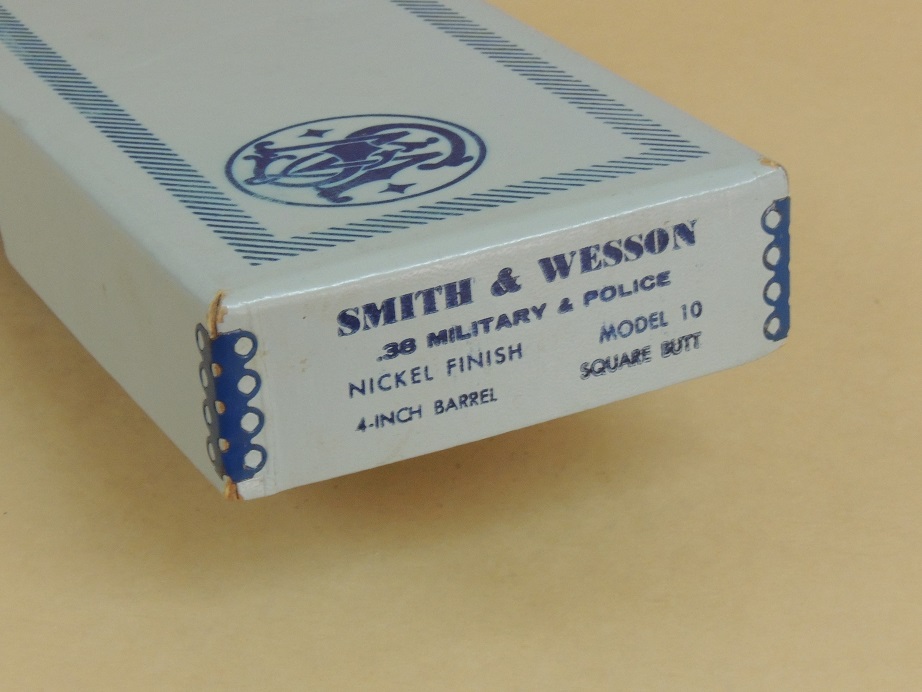 SMITH & WESSON
.38 MILITARY & POLICE
NICKEL FINISH MODEL 10
4-INCH BARREL SQUARE BUTT